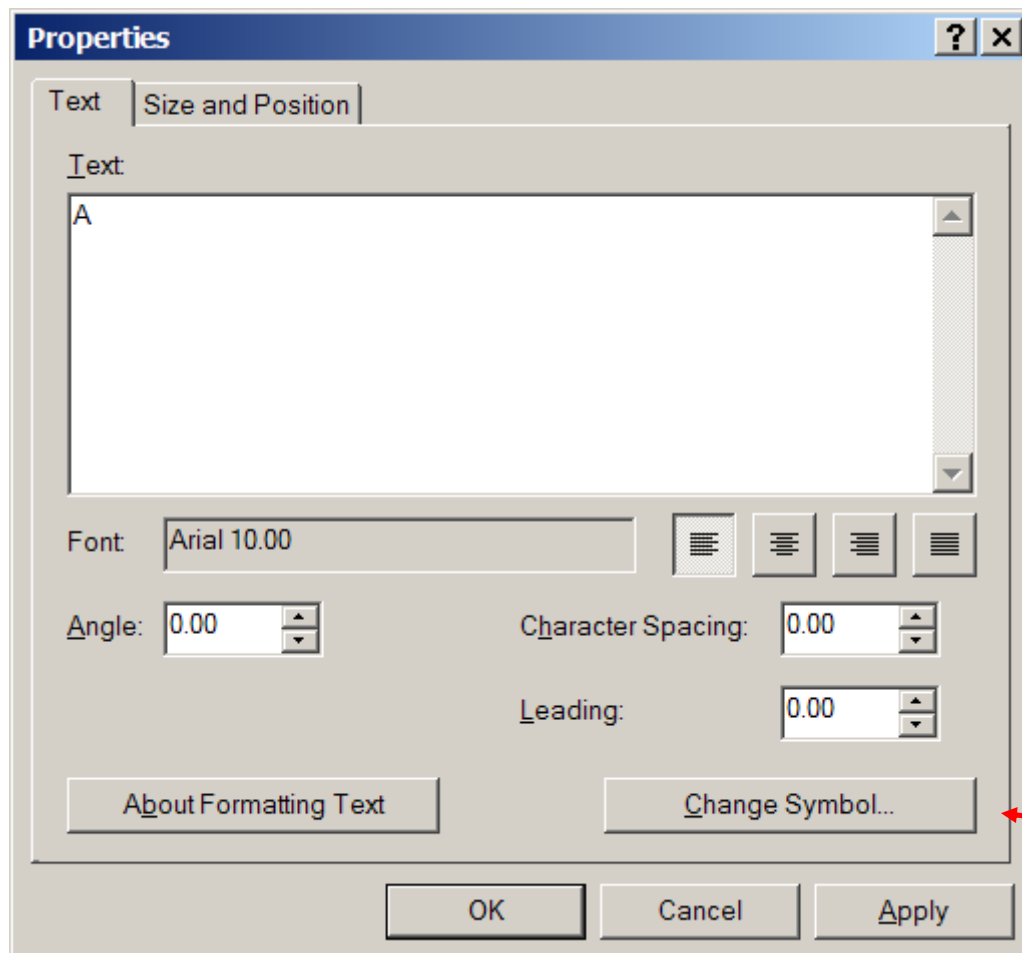 Properties
Text Size and Position
Text:
A
Font: Arial 10.00
Angle: 0.00 Character Spacing: 0.00
Leading: 0.00
About Formatting Text Change Symbol...
OK Cancel Apply